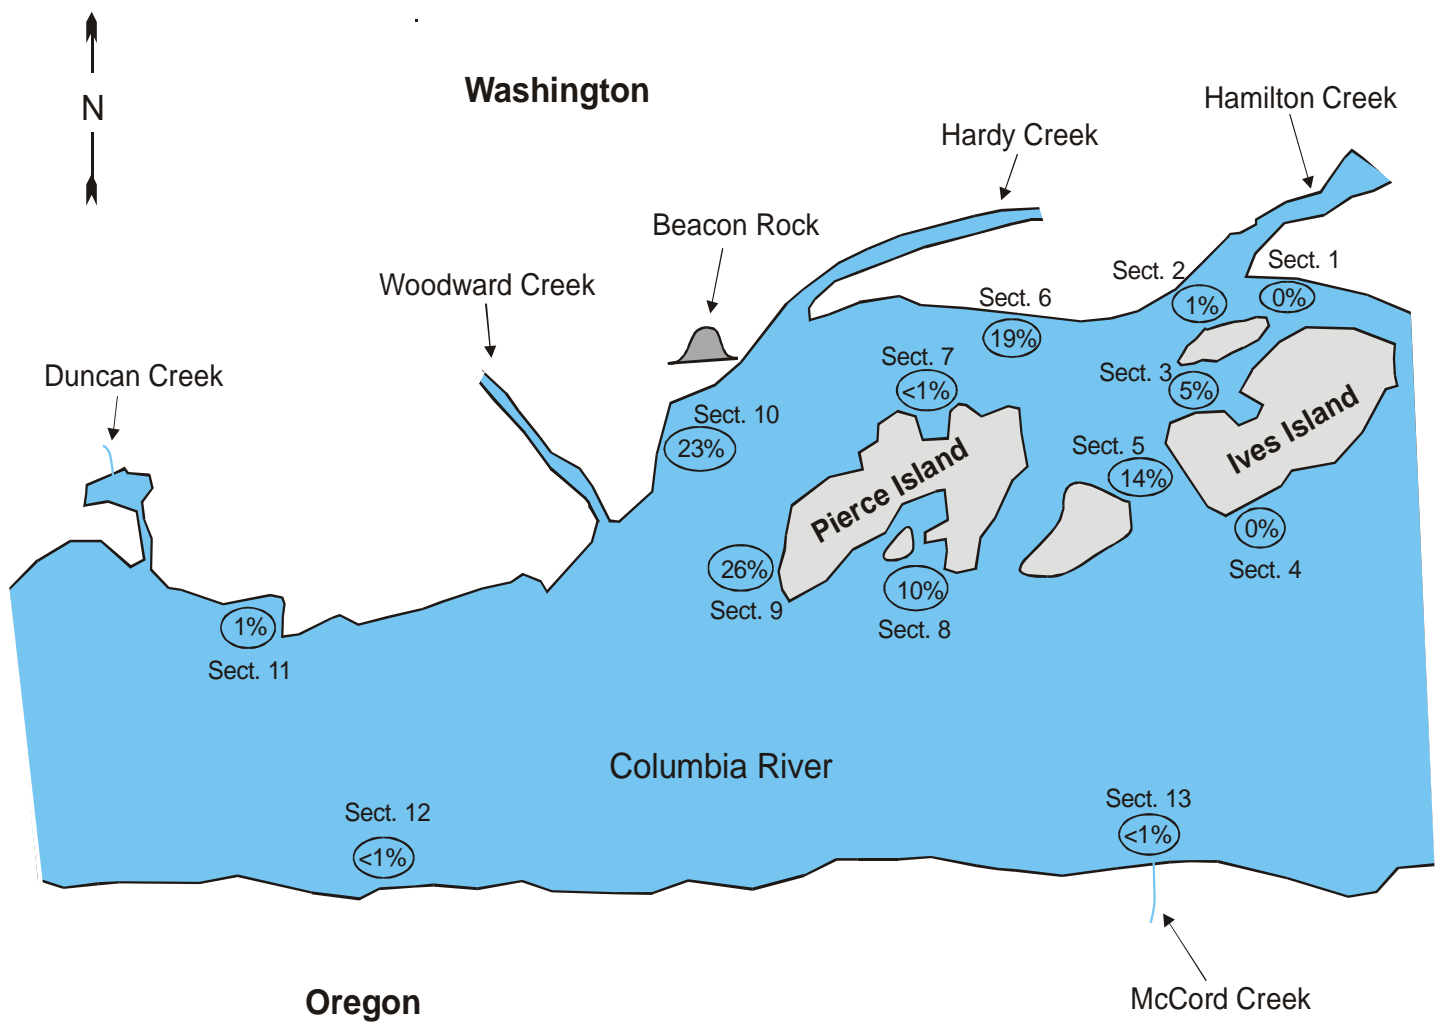 Washington
Hamilton Creek
N
Hardy Creek
Beacon Rock
Sect. 1
Sect. 2
Woodward Creek
0%
1%
Sect. 6
19%
Sect. 7
Sect. 3
Duncan Creek
<1%
5%
Sect. 10
Ives Island
23%
Sect. 5
14%
Pierce Island
0%
Sect. 4
26%
Sect. 9
10%
Sect. 8
1%
Sect. 11
Columbia River
Sect. 12
<1%
Sect. 13
<1%
Oregon
McCord Creek